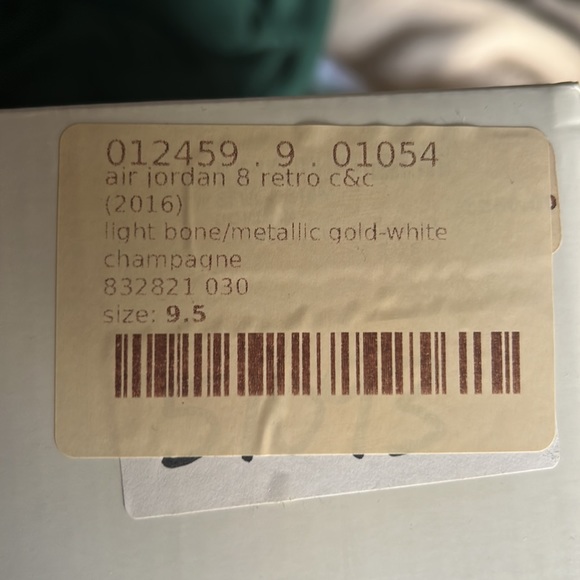 012459 . 9 . 01054
air jordan 8 retro c&c
(2016)
light bone/metallic gold-white
champagne
832821 030
size: 9.5